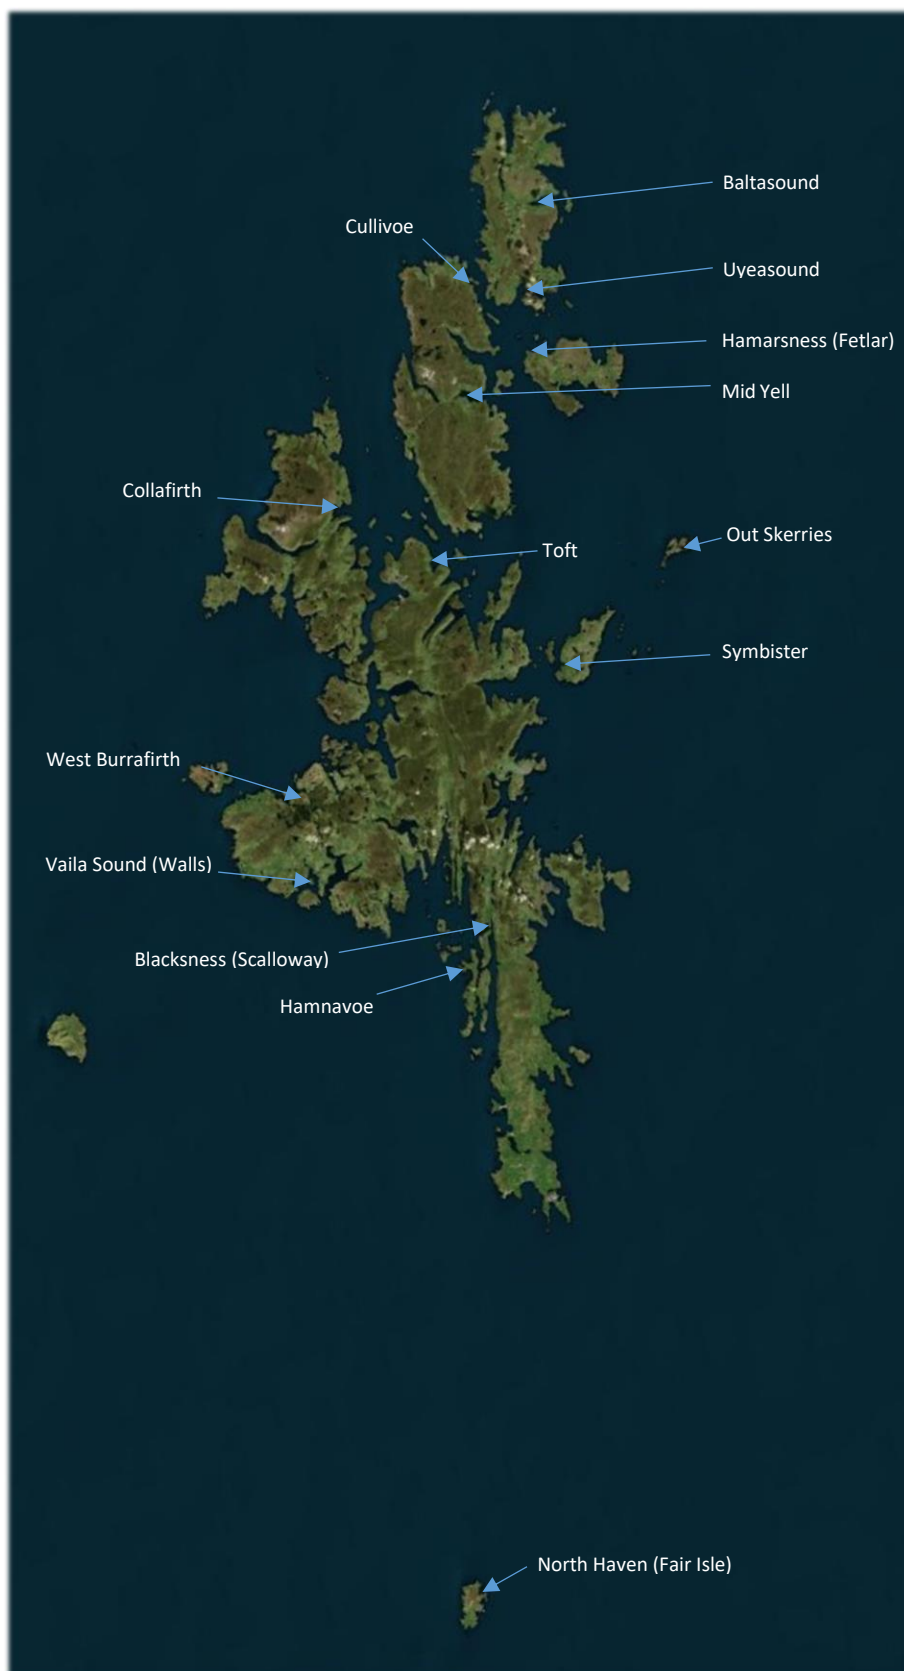 Baltasound
Cullivoe
Uyeasound
Hamarsness (Fetlar)
Mid Yell
Collafirth
Out Skerries
Toft
Symbister
West Burrafirth
Vaila Sound (Walls)
Blacksness (Scalloway)
Hamnavoe
North Haven (Fair Isle)